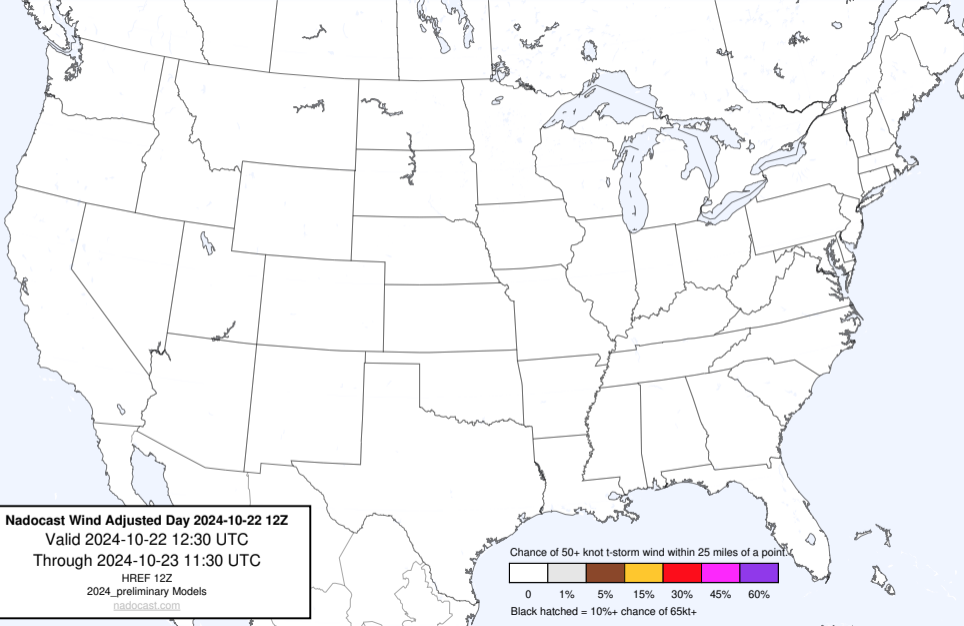 Nadocast Wind Adjusted Day 2024-10-22 12Z
Valid 2024-10-22 12:30 UTC
Through 2024-10-23 11:30 UTC
HREF 12Z
2024_preliminary Models
nadocast.com
Chance of 50+ knot t-storm wind within 25 miles of a point.
0 1% 5% 15% 30% 45% 60%
Black hatched = 10%+ chance of 65kt+